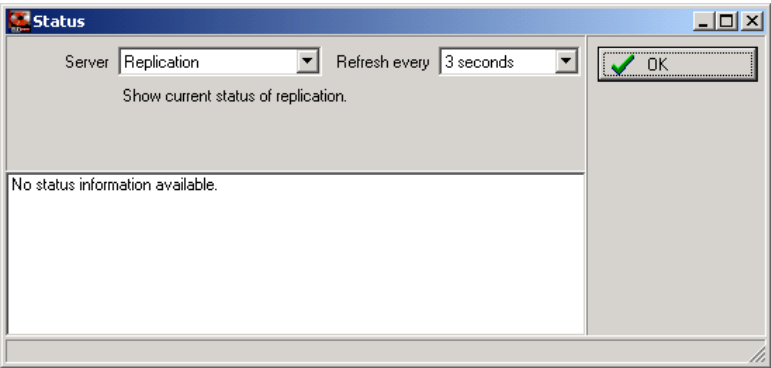 Status
Server Replication Refresh every 3 seconds
OK
Show current status of replication.
No status information available.